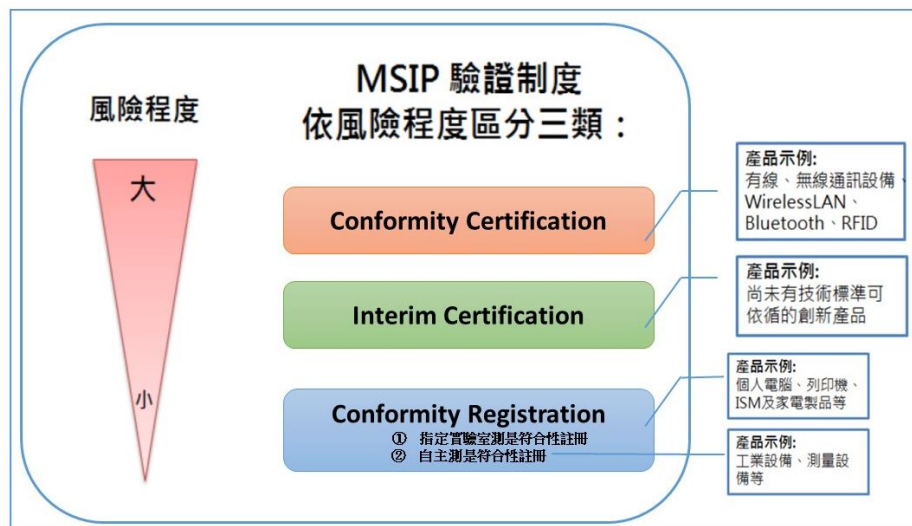 MSIP 驗證制度
依風險程度區分三類：
風險程度
大
小
Conformity Certification
產品示例:
有線、無線通訊設備、
WirelessLAN、
Bluetooth、RFID
Interim Certification
產品示例:
尚未有技術標準可
依循的創新產品
Conformity Registration
① 指定實驗室測是符合性註冊
② 自主測是符合性註冊
產品示例:
個人電腦、列印機、
ISM及家電製品等
產品示例:
工業設備、測量設
備等